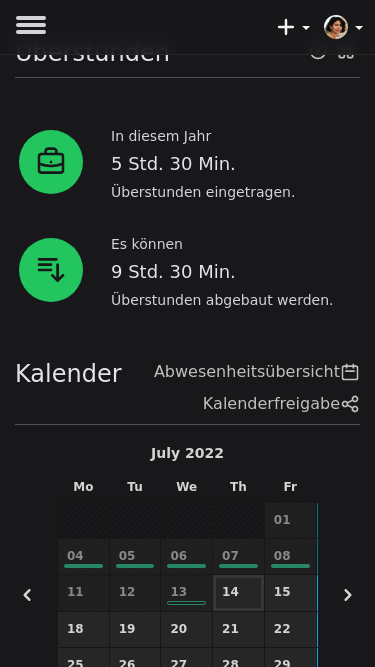 Überstunden
In diesem Jahr
5 Std. 30 Min.
Überstunden eingetragen.
Es können
9 Std. 30 Min.
Überstunden abgebaut werden.
Kalender
Abwesenheitsübersicht
Kalenderfreigabe
July 2022
Mo Tu We Th Fr
01
04 05 06 07 08
11 12 13 14 15
18 19 20 21 22
25 26 27 28 29